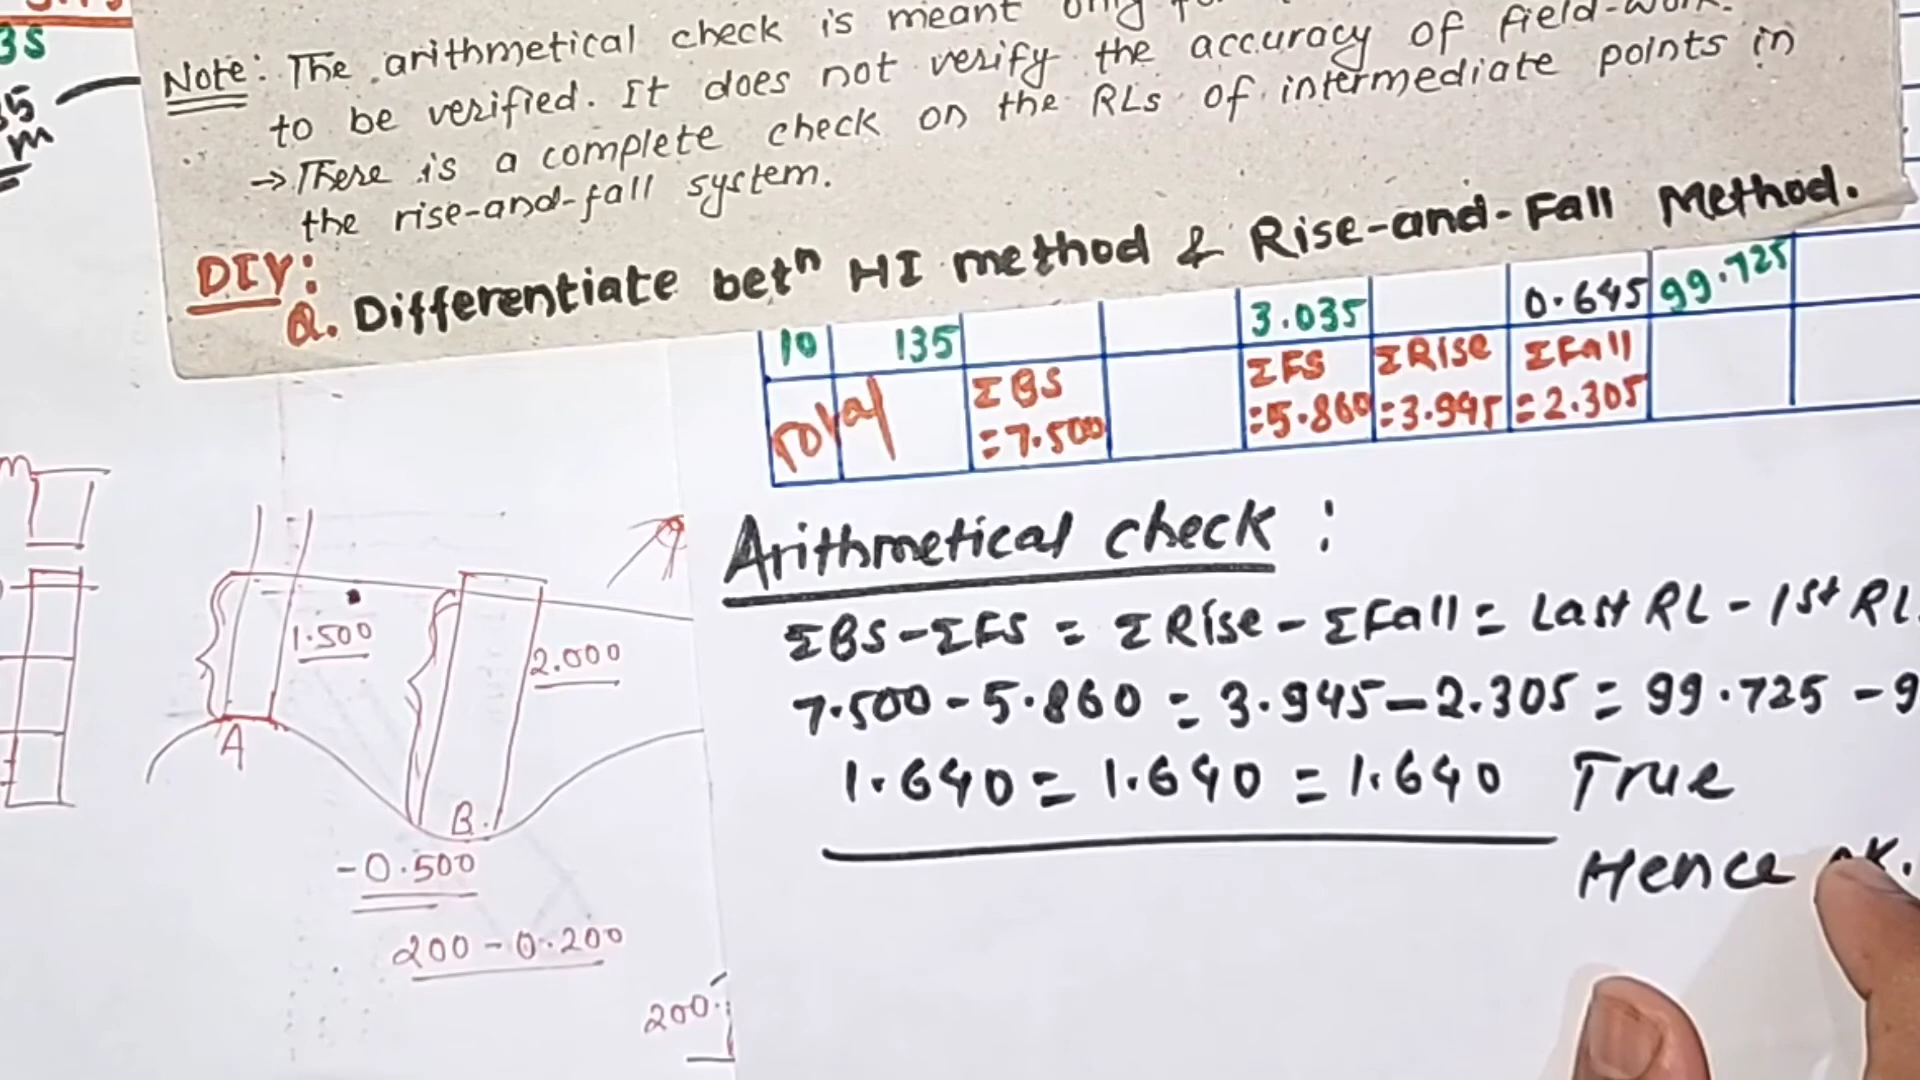 3s
35
m
Note: The arithmetical check is meant only
to be verified. It does not verify the accuracy of field-work.
→ There is a complete check on the RLs of intermediate points in
the rise-and-fall system.
DIY:
Q. Differentiate betn HI method & Rise-and-Fall Method.
10 135 3.035 0.645 99.725
Total ΣBS ΣFS ΣRise ΣFall
=7.500 =5.860 =3.945 =2.305
Arithmetical check:
ΣBS-ΣFS = ΣRise - ΣFall = Last RL - 1st RL
7.500-5.860 = 3.945-2.305 = 99.725 - 9
1.640 = 1.640 = 1.640 True
Hence ok.
1.500
2.000
A
B
-0.500
200 - 0.200
200.